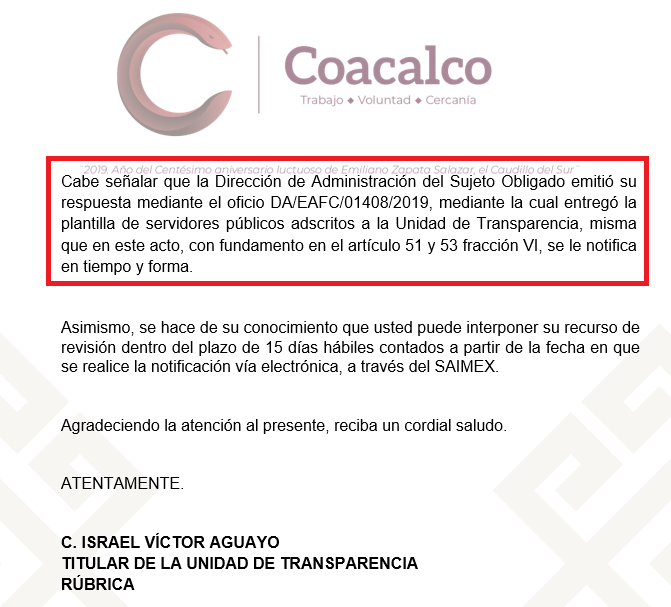 Coacalco
Trabajo ◆ Voluntad ◆ Cercanía
"2019. Año del Centésimo aniversario luctuoso de Emiliano Zapata Salazar, el Caudillo del Sur"
Cabe señalar que la Dirección de Administración del Sujeto Obligado emitió su
respuesta mediante el oficio DA/EAFC/01408/2019, mediante la cual entregó la
plantilla de servidores públicos adscritos a la Unidad de Transparencia, misma
que en este acto, con fundamento en el artículo 51 y 53 fracción VI, se le notifica
en tiempo y forma.
Asimismo, se hace de su conocimiento que usted puede interponer su recurso de
revisión dentro del plazo de 15 días hábiles contados a partir de la fecha en que
se realice la notificación vía electrónica, a través del SAIMEX.
Agradeciendo la atención al presente, reciba un cordial saludo.
ATENTAMENTE.
C. ISRAEL VÍCTOR AGUAYO
TITULAR DE LA UNIDAD DE TRANSPARENCIA
RÚBRICA